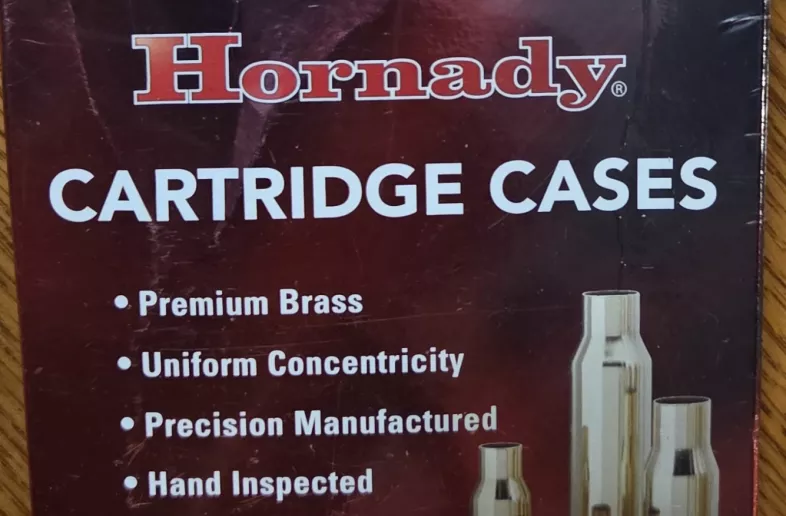 Hornady®
CARTRIDGE CASES
• Premium Brass
• Uniform Concentricity
• Precision Manufactured
• Hand Inspected